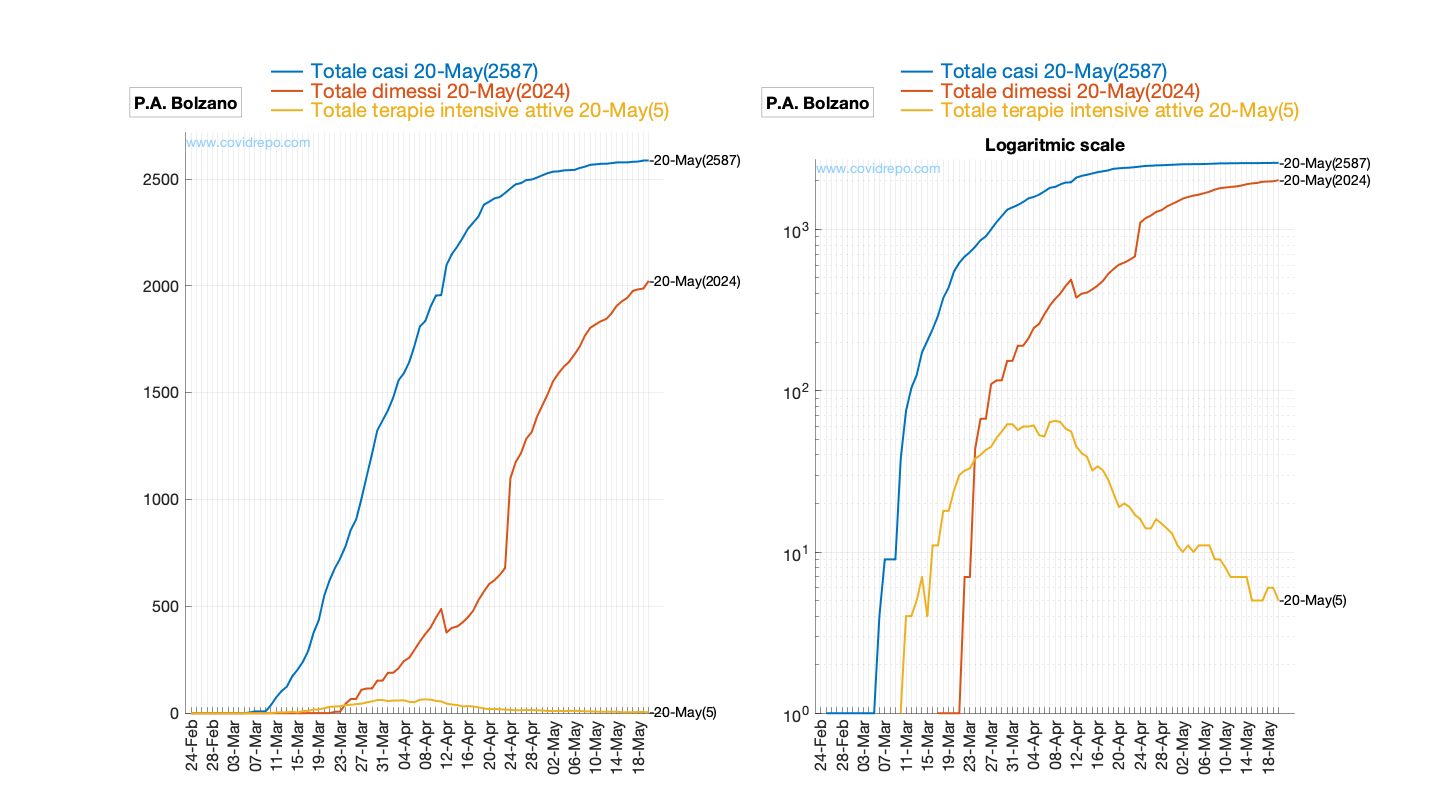 Totale casi 20-May(2587)
Totale dimessi 20-May(2024)
Totale terapie intensive attive 20-May(5)
P.A. Bolzano
www.covidrepo.com
2500
2000
1500
1000
500
0
-20-May(2587)
-20-May(2024)
-20-May(5)
24-Feb
28-Feb
03-Mar
07-Mar
11-Mar
15-Mar
19-Mar
23-Mar
27-Mar
31-Mar
04-Apr
08-Apr
12-Apr
16-Apr
20-Apr
24-Apr
28-Apr
02-May
06-May
10-May
14-May
18-May
Totale casi 20-May(2587)
Totale dimessi 20-May(2024)
Totale terapie intensive attive 20-May(5)
P.A. Bolzano
Logaritmic scale
www.covidrepo.com
10^3
10^2
10^1
10^0
-20-May(2587)
-20-May(2024)
-20-May(5)
24-Feb
28-Feb
03-Mar
07-Mar
11-Mar
15-Mar
19-Mar
23-Mar
27-Mar
31-Mar
04-Apr
08-Apr
12-Apr
16-Apr
20-Apr
24-Apr
28-Apr
02-May
06-May
10-May
14-May
18-May